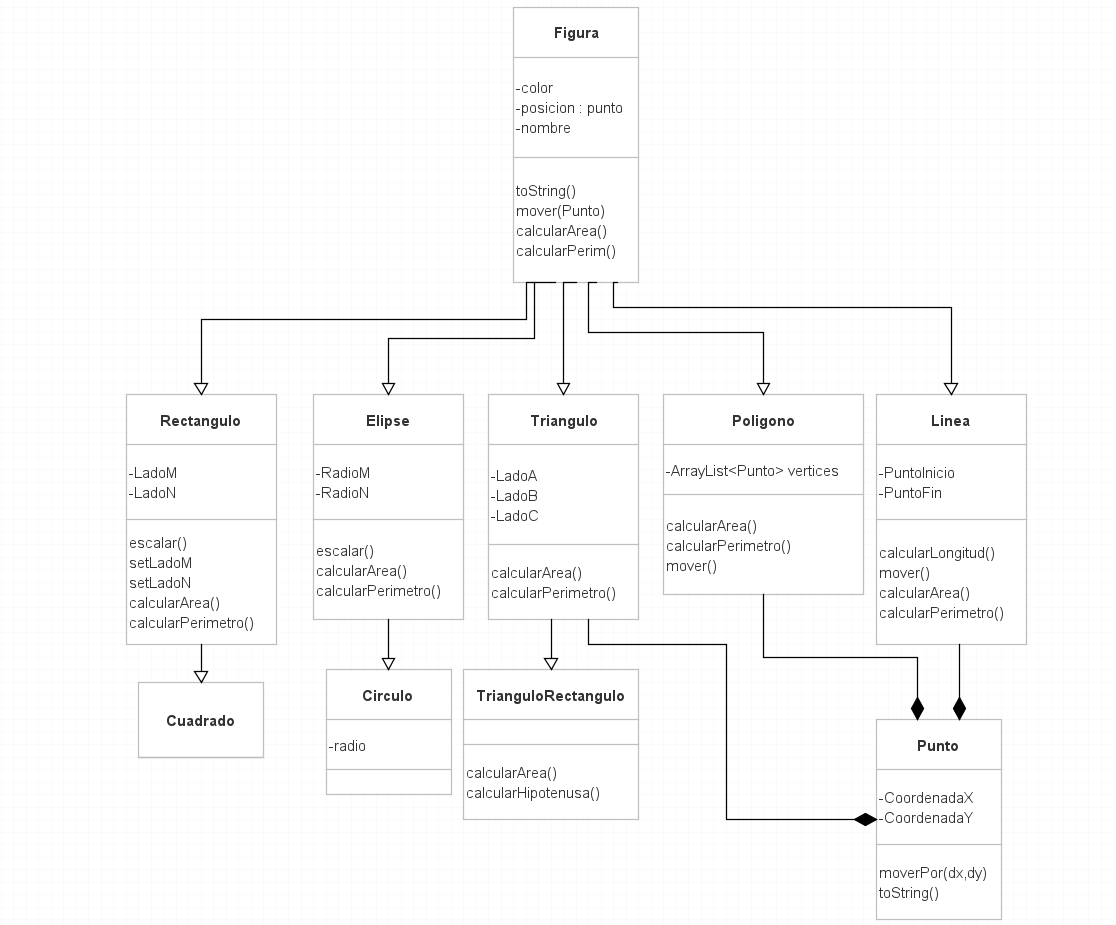 Figura
-color
-posicion : punto
-nombre
toString()
mover(Punto)
calcularArea()
calcularPerim()
Rectangulo
-LadoM
-LadoN
escalar()
setLadoM
setLadoN
calcularArea()
calcularPerimetro()
Elipse
-RadioM
-RadioN
escalar()
calcularArea()
calcularPerimetro()
Triangulo
-LadoA
-LadoB
-LadoC
calcularArea()
calcularPerimetro()
Poligono
-ArrayList<Punto> vertices
calcularArea()
calcularPerimetro()
mover()
Linea
-PuntoInicio
-PuntoFin
calcularLongitud()
mover()
calcularArea()
calcularPerimetro()
Cuadrado
Circulo
-radio
TrianguloRectangulo
calcularArea()
calcularHipotenusa()
Punto
-CoordenadaX
-CoordenadaY
moverPor(dx,dy)
toString()